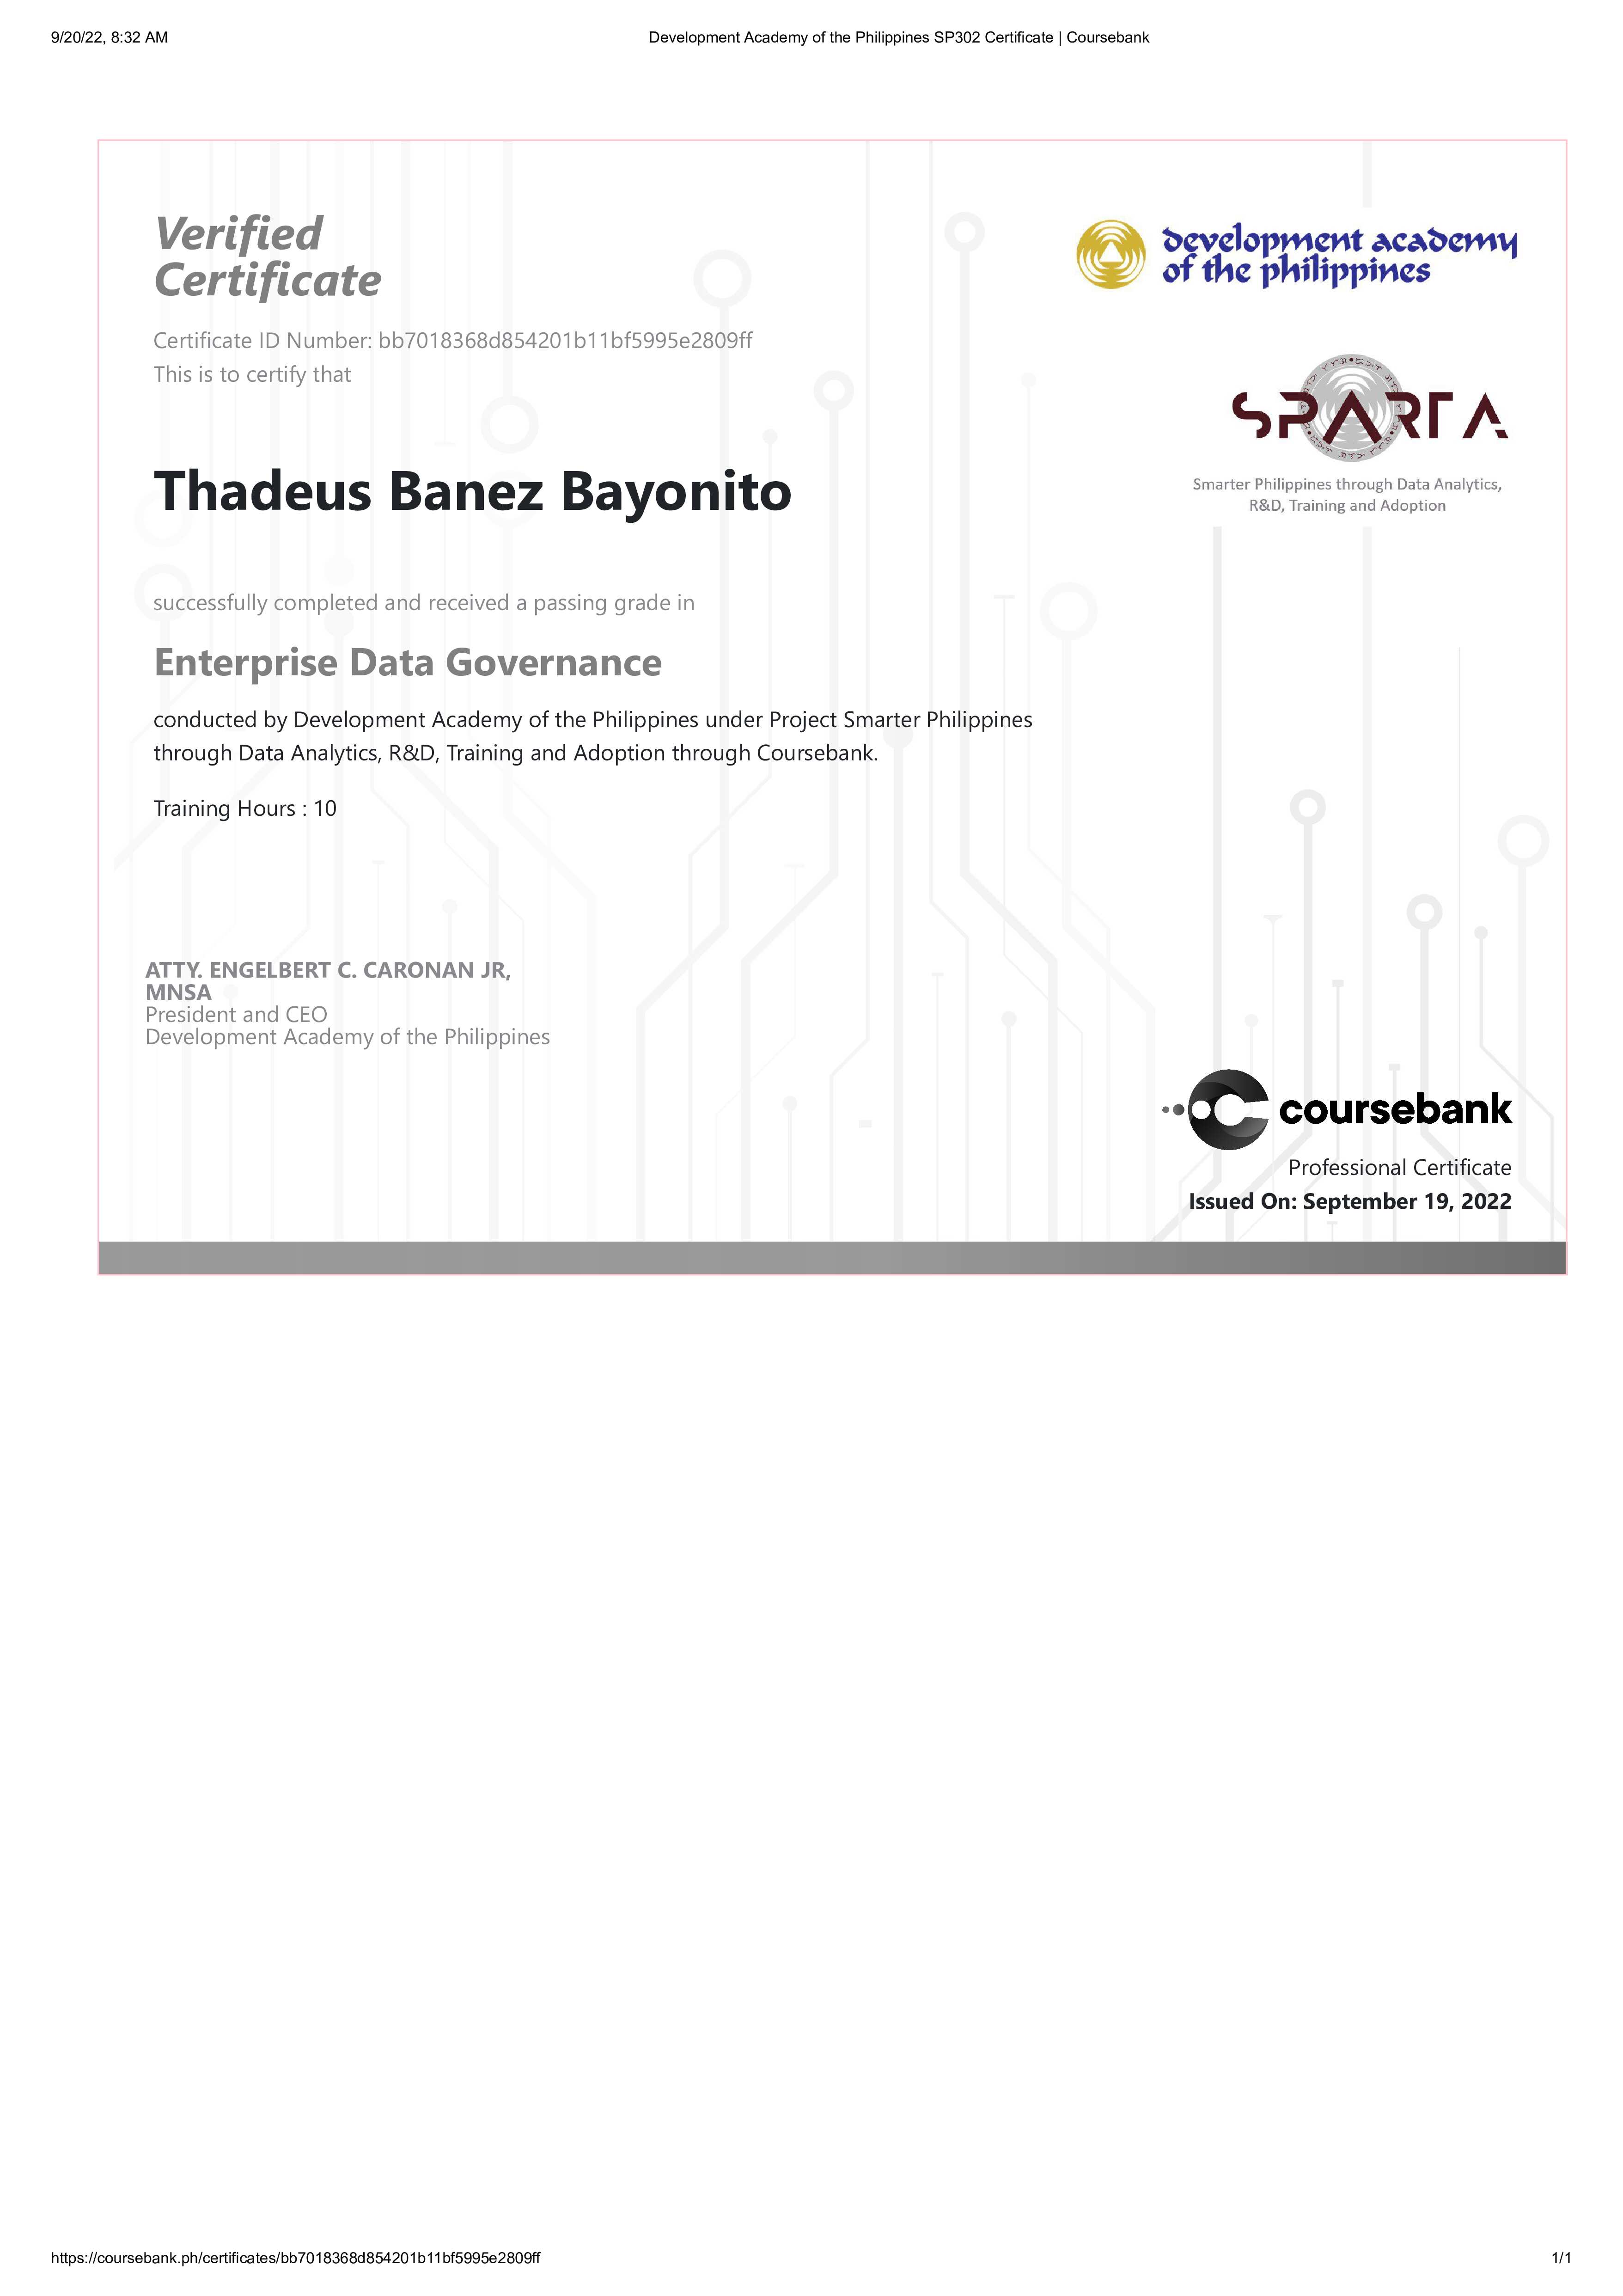 9/20/22, 8:32 AM
Development Academy of the Philippines SP302 Certificate | Coursebank
Verified
Certificate
development academy
of the philippines
Certificate ID Number: bb7018368d854201b11bf5995e2809ff
This is to certify that
SPARTA
Smarter Philippines through Data Analytics,
R&D, Training and Adoption
Thadeus Banez Bayonito
successfully completed and received a passing grade in
Enterprise Data Governance
conducted by Development Academy of the Philippines under Project Smarter Philippines
through Data Analytics, R&D, Training and Adoption through Coursebank.
Training Hours : 10
ATTY. ENGELBERT C. CARONAN JR,
MNSA
President and CEO
Development Academy of the Philippines
coursebank
Professional Certificate
Issued On: September 19, 2022
https://coursebank.ph/certificates/bb7018368d854201b11bf5995e2809ff
1/1